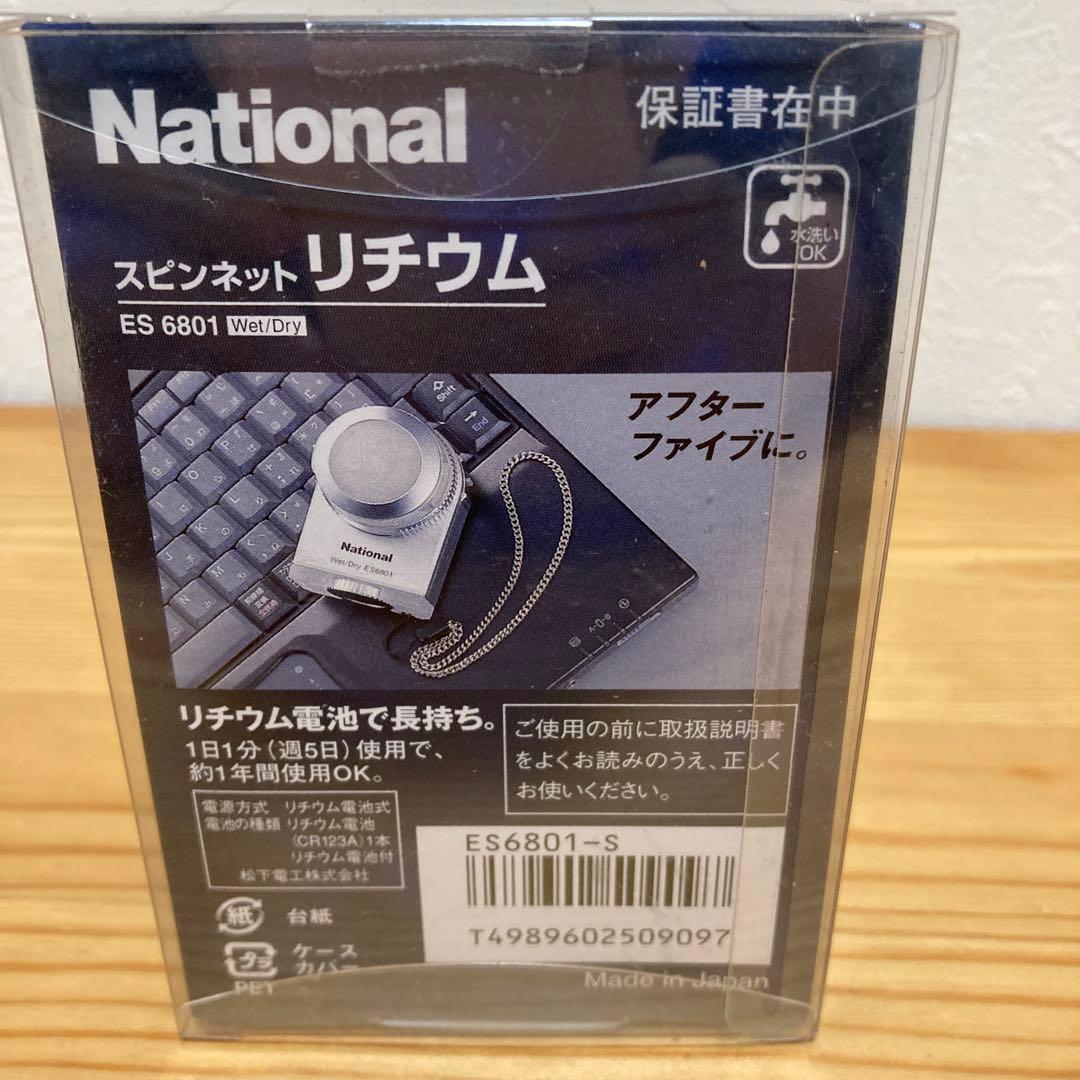 National
保証書在中
水洗い
OK
スピンネット リチウム
ES 6801 Wet/Dry
アフター
ファイブに。
Shift
End
National
Wet/Dry ES6801
リチウム電池で長持ち。
1日1分(週5日)使用で、
約1年間使用OK。
ご使用の前に取扱説明書
をよくお読みのうえ、正しく
お使いください。
電源方式 リチウム電池式
電池の種類 リチウム電池
(CR123A)1本
リチウム電池付
松下電工株式会社
ES6801-S
T4989602509097
紙 台紙
プラ ケース
カバー
PET
Made in Japan